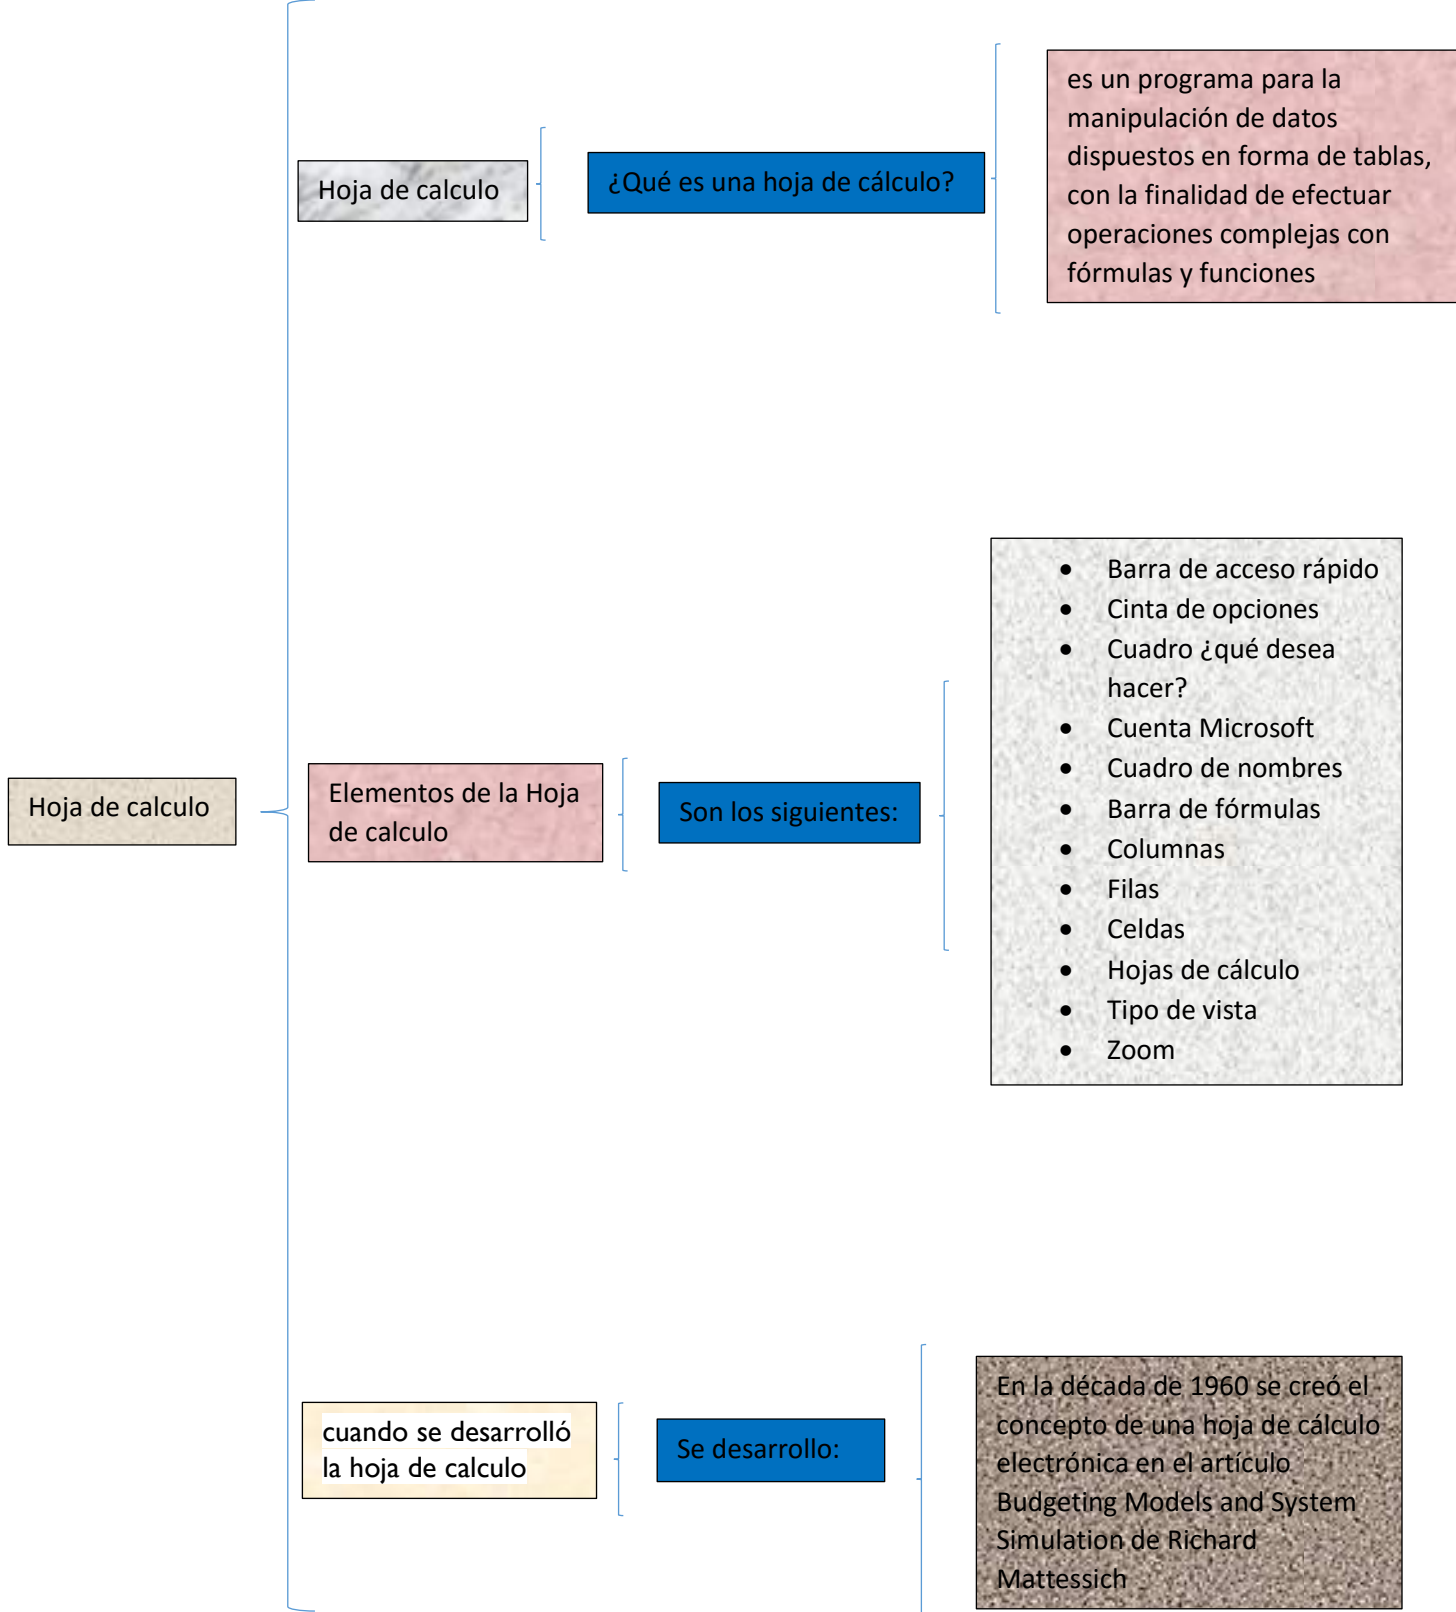 Hoja de calculo
Hoja de calculo
¿Qué es una hoja de cálculo?
es un programa para la
manipulación de datos
dispuestos en forma de tablas,
con la finalidad de efectuar
operaciones complejas con
fórmulas y funciones
Elementos de la Hoja
de calculo
Son los siguientes:
• Barra de acceso rápido
• Cinta de opciones
• Cuadro ¿qué desea
hacer?
• Cuenta Microsoft
• Cuadro de nombres
• Barra de fórmulas
• Columnas
• Filas
• Celdas
• Hojas de cálculo
• Tipo de vista
• Zoom
cuando se desarrolló
la hoja de calculo
Se desarrollo:
En la década de 1960 se creó el
concepto de una hoja de cálculo
electrónica en el artículo
Budgeting Models and System
Simulation de Richard
Mattessich